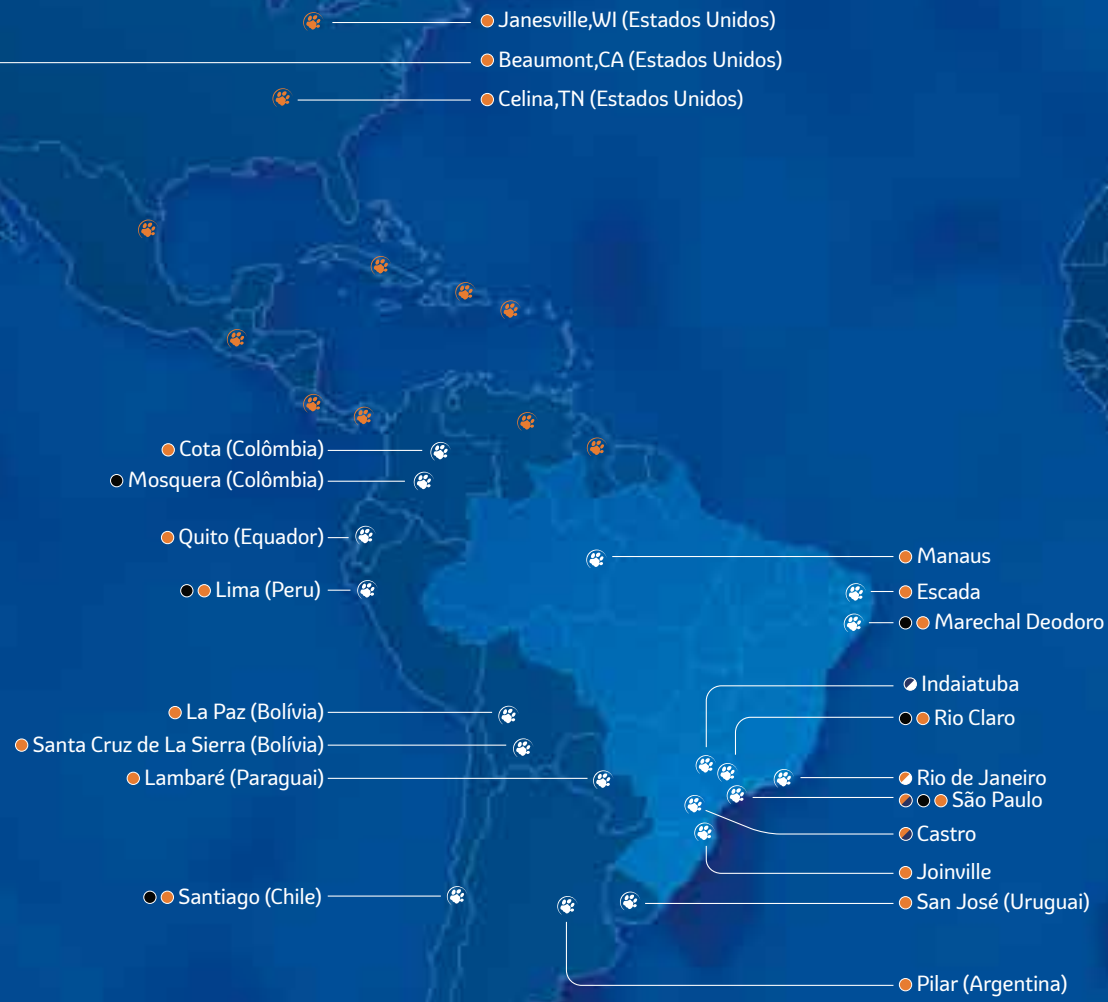 Janesville,WI (Estados Unidos)
Beaumont,CA (Estados Unidos)
Celina,TN (Estados Unidos)
Cota (Colômbia)
Mosquera (Colômbia)
Quito (Equador)
Lima (Peru)
La Paz (Bolívia)
Santa Cruz de La Sierra (Bolívia)
Lambaré (Paraguai)
Santiago (Chile)
Manaus
Escada
Marechal Deodoro
Indaiatuba
Rio Claro
Rio de Janeiro
São Paulo
Castro
Joinville
San José (Uruguai)
Pilar (Argentina)